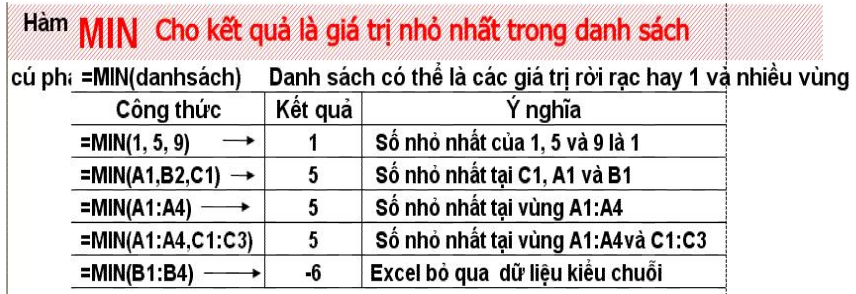 Hàm MIN Cho kết quả là giá trị nhỏ nhất trong danh sách
cú phá =MIN(danhsách) Danh sách có thể là các giá trị rời rạc hay 1 và nhiều vùng
Công thức Kết quả Ý nghĩa
=MIN(1, 5, 9) → 1 Số nhỏ nhất của 1, 5 và 9 là 1
=MIN(A1,B2,C1) → 5 Số nhỏ nhất tại C1, A1 và B1
=MIN(A1:A4) → 5 Số nhỏ nhất tại vùng A1:A4
=MIN(A1:A4,C1:C3) 5 Số nhỏ nhất tại vùng A1:A4và C1:C3
=MIN(B1:B4) → -6 Excel bỏ qua dữ liệu kiểu chuỗi